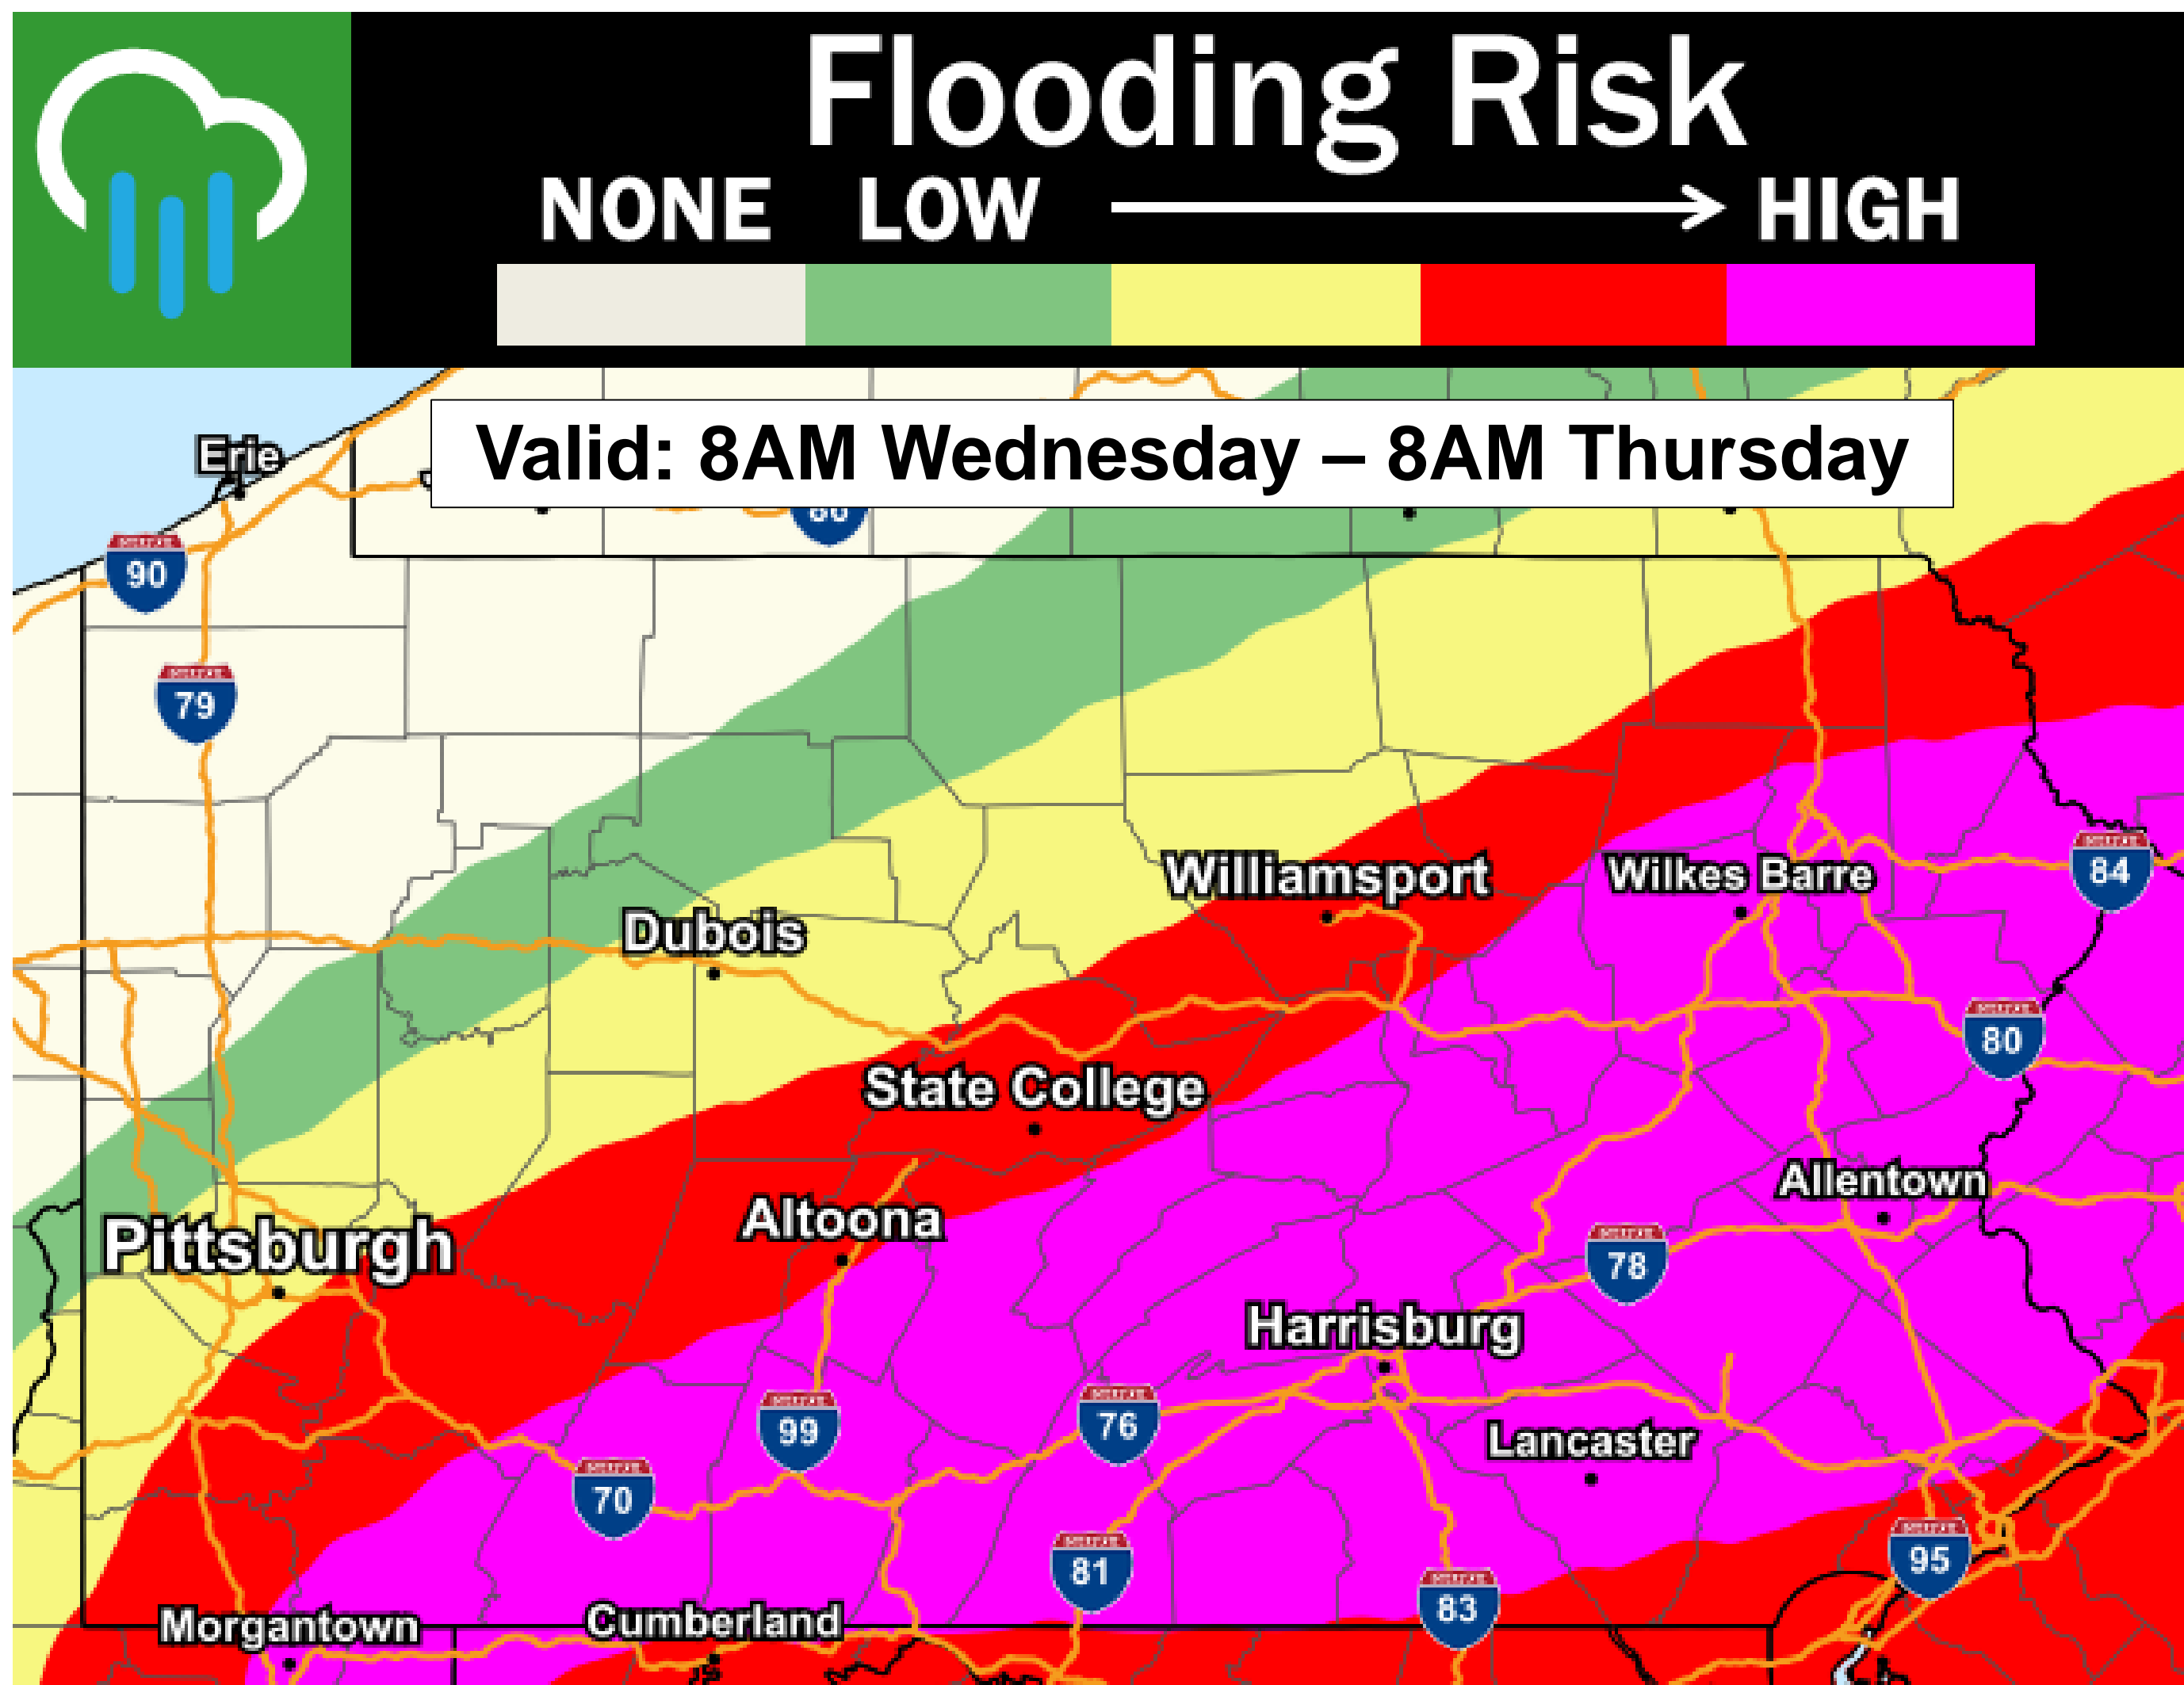 Flooding Risk
NONE LOW HIGH
Valid: 8AM Wednesday – 8AM Thursday
Erie
90
79
Williamsport
Wilkes Barre
84
Dubois
80
State College
Allentown
Altoona
Pittsburgh
78
Harrisburg
99
76
Lancaster
70
81
95
83
Morgantown
Cumberland